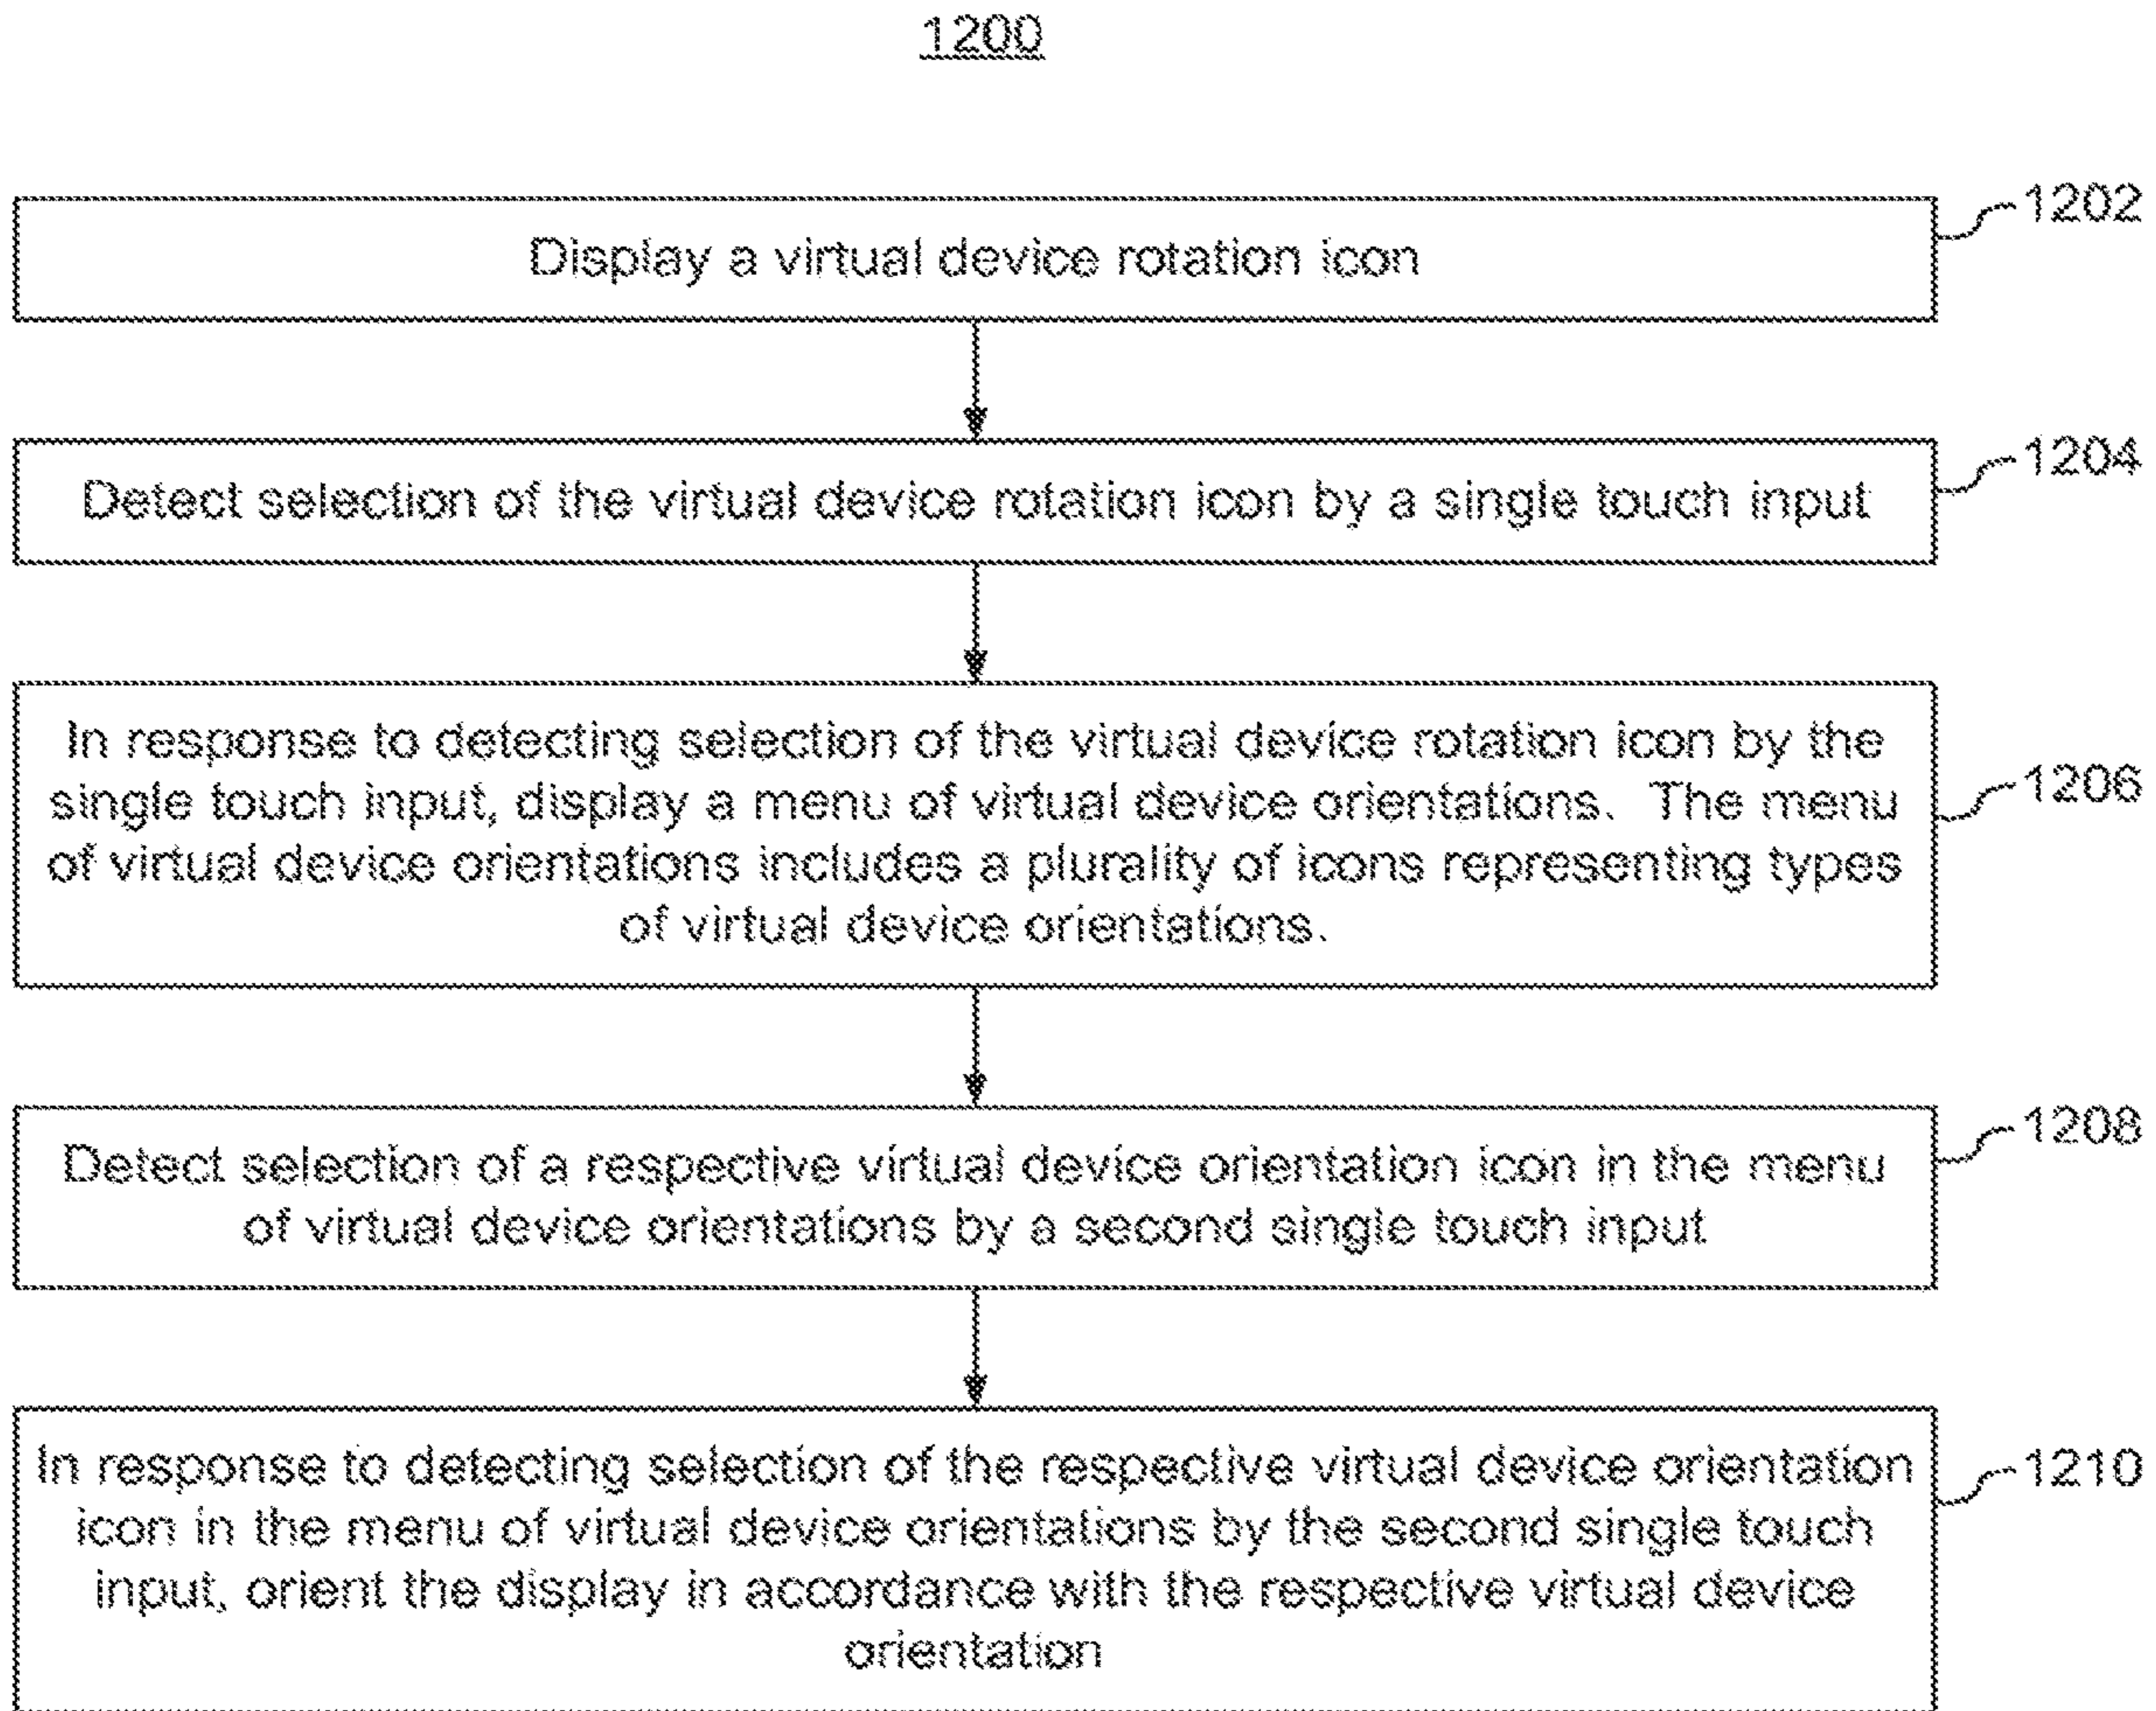 1200
Display a virtual device rotation icon
1202
Detect selection of the virtual device rotation icon by a single touch input
1204
In response to detecting selection of the virtual device rotation icon by the
single touch input, display a menu of virtual device orientations. The menu
of virtual device orientations includes a plurality of icons representing types
of virtual device orientations.
1206
Detect selection of a respective virtual device orientation icon in the menu
of virtual device orientations by a second single touch input
1208
In response to detecting selection of the respective virtual device orientation
icon in the menu of virtual device orientations by the second single touch
input, orient the display in accordance with the respective virtual device
orientation
1210